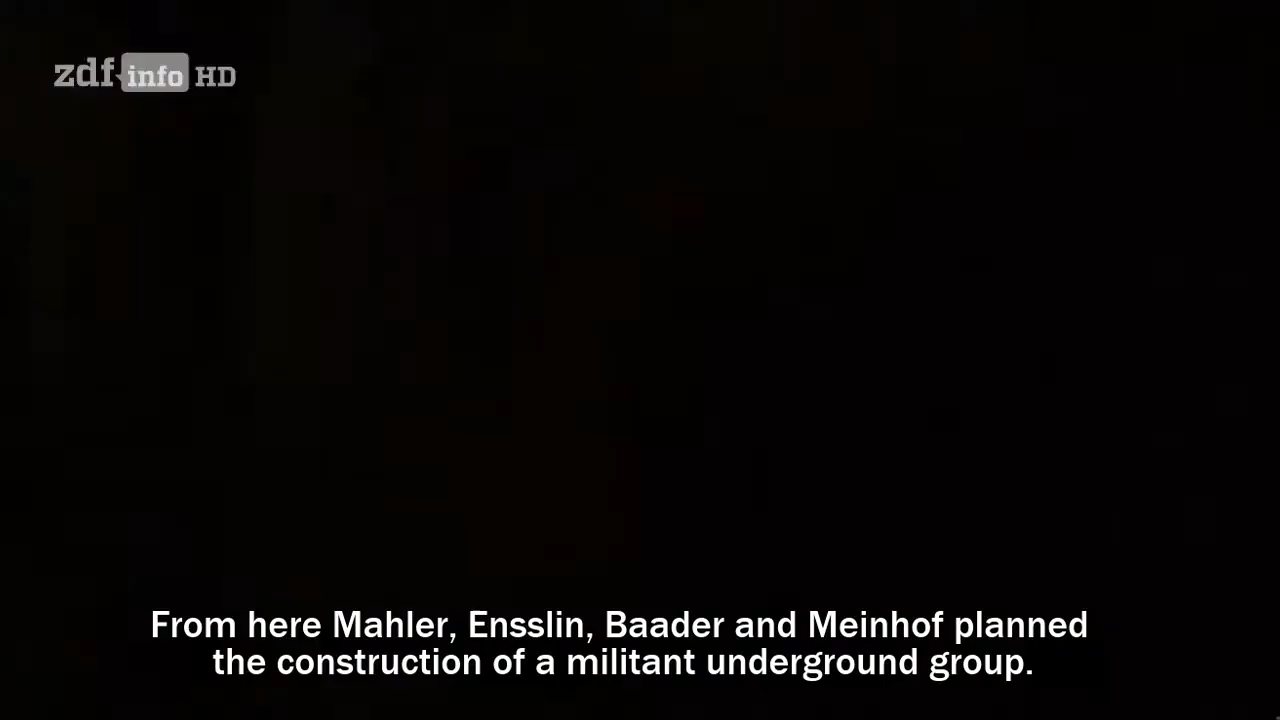 zdf info HD
From here Mahler, Ensslin, Baader and Meinhof planned
the construction of a militant underground group.